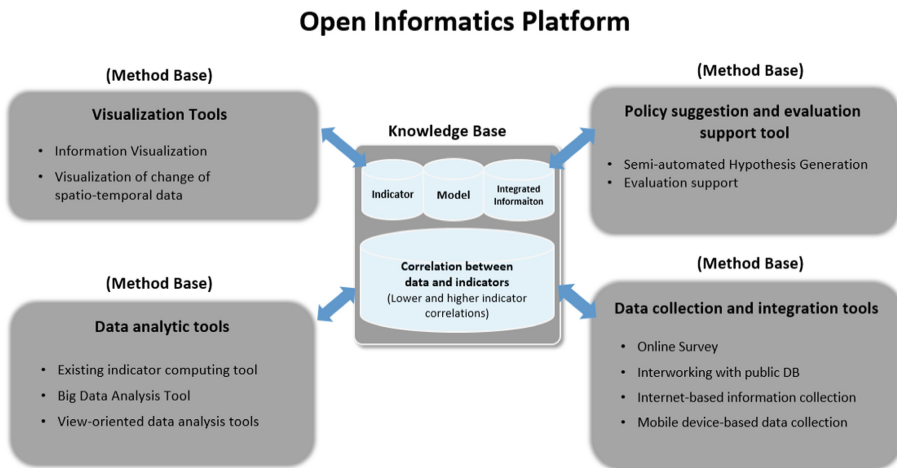 Open Informatics Platform
(Method Base)
Visualization Tools
• Information Visualization
• Visualization of change of
spatio-temporal data
(Method Base)
Policy suggestion and evaluation
support tool
• Semi-automated Hypothesis Generation
• Evaluation support
Knowledge Base
Indicator
Model
Integrated
Informaiton
Correlation between
data and indicators
(Lower and higher indicator
correlations)
(Method Base)
Data analytic tools
• Existing indicator computing tool
• Big Data Analysis Tool
• View-oriented data analysis tools
(Method Base)
Data collection and integration tools
• Online Survey
• Interworking with public DB
• Internet-based information collection
• Mobile device-based data collection